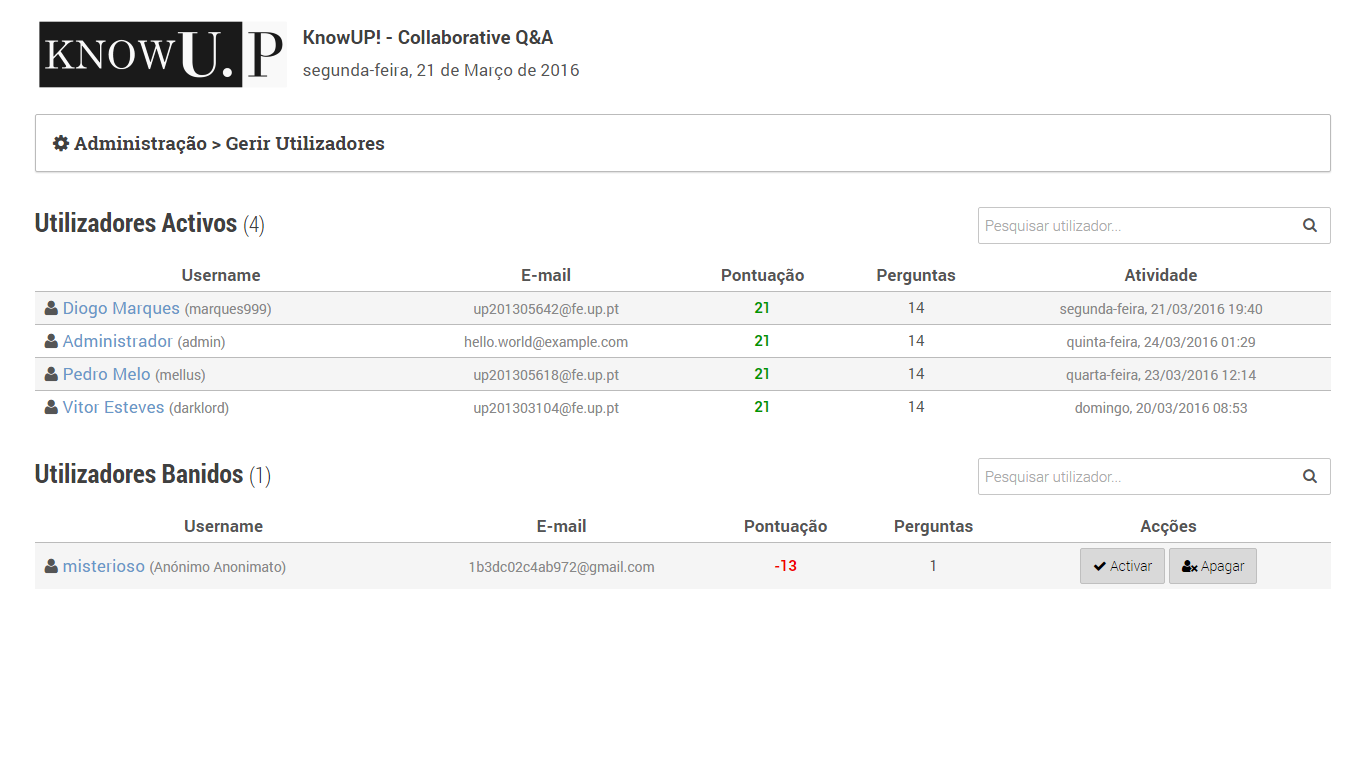 KNOWU.P
KnowUP! - Collaborative Q&A
segunda-feira, 21 de Março de 2016
Administração > Gerir Utilizadores
Utilizadores Activos (4)
Pesquisar utilizador...
Username E-mail Pontuação Perguntas Atividade
Diogo Marques (marques999) up201305642@fe.up.pt 21 14 segunda-feira, 21/03/2016 19:40
Administrador (admin) hello.world@example.com 21 14 quinta-feira, 24/03/2016 01:29
Pedro Melo (mellus) up201305618@fe.up.pt 21 14 quarta-feira, 23/03/2016 12:14
Vitor Esteves (darklord) up201303104@fe.up.pt 21 14 domingo, 20/03/2016 08:53
Utilizadores Banidos (1)
Pesquisar utilizador...
Username E-mail Pontuação Perguntas Acções
misterioso (Anónimo Anonimato) 1b3dc02c4ab972@gmail.com -13 1 Activar Apagar